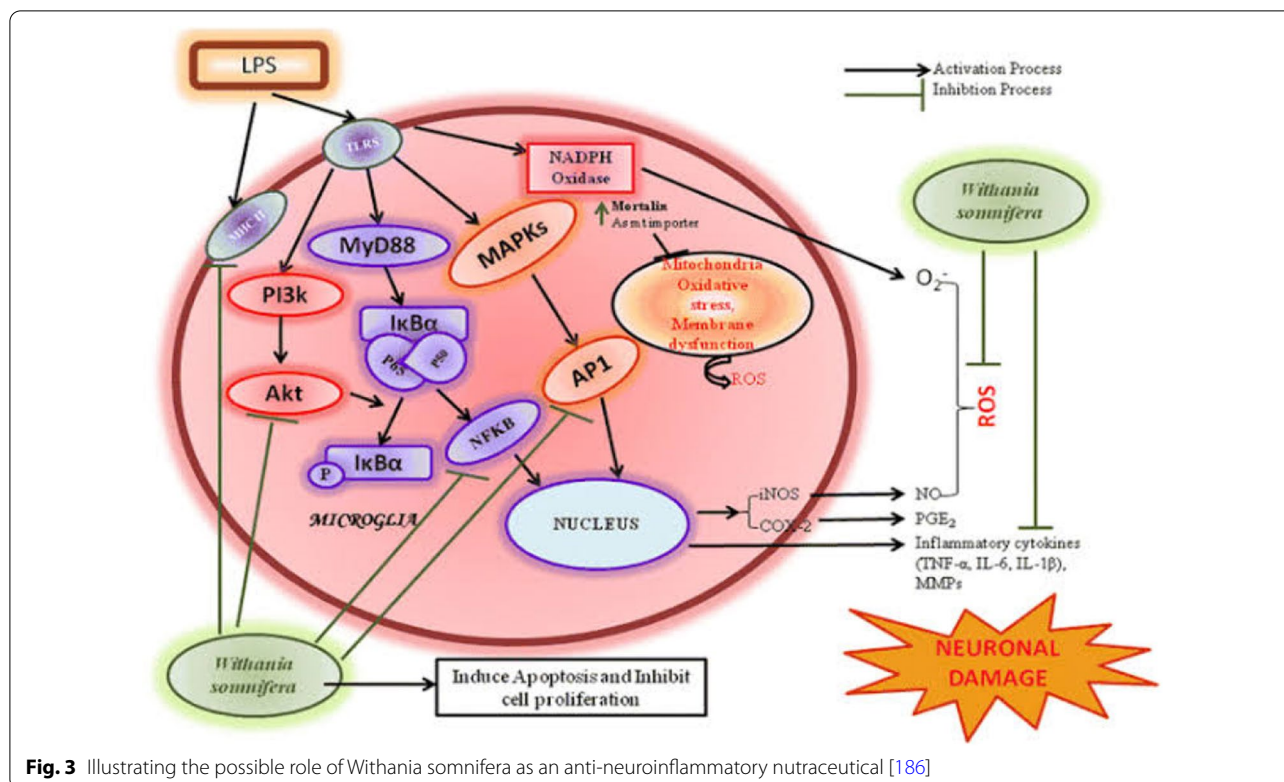 LPS
Activation Process
Inhibtion Process
TLRS
NADPH
Oxidase
MHC II
Mortalin
As mt importer
Withania
somnifera
MyD88
MAPKs
Mitochondria
Oxidative
stress,
Membrane
dysfunction
O2-
PI3k
IκBα
P65
P50
AP1
ROS
ROS
Akt
NFKB
P
IκBα
MICROGLIA
NUCLEUS
iNOS
NO
COX-2
PGE2
Inflammatory cytokines
(TNF-α, IL-6, IL-1β),
MMPs
Withania
somnifera
Induce Apoptosis and Inhibit
cell proliferation
NEURONAL
DAMAGE
Fig. 3 Illustrating the possible role of Withania somnifera as an anti-neuroinflammatory nutraceutical [186]